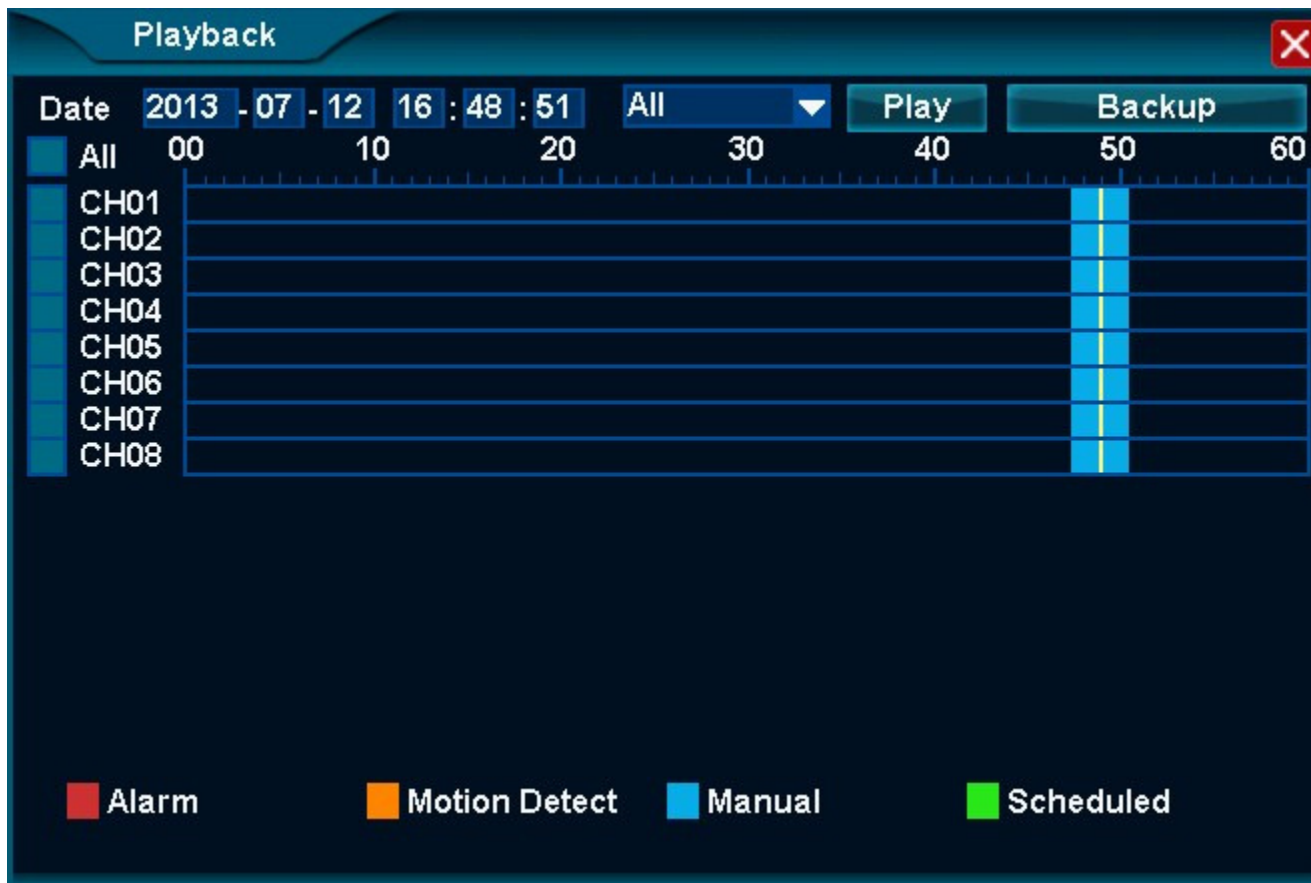 Playback
Date 2013 - 07 - 12 16 : 48 : 51 All Play Backup
All 00 10 20 30 40 50 60
CH01
CH02
CH03
CH04
CH05
CH06
CH07
CH08
Alarm Motion Detect Manual Scheduled